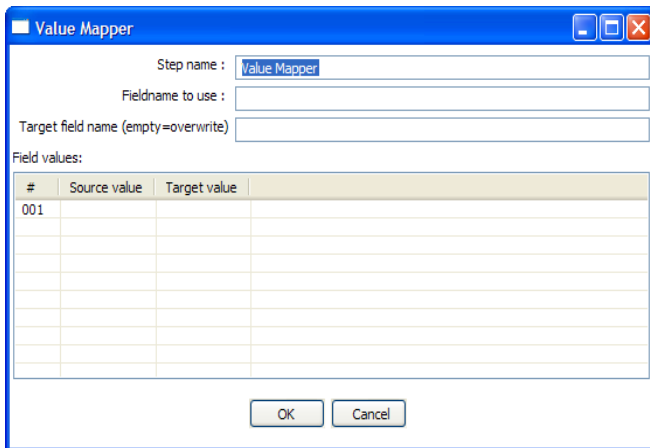 Value Mapper
Step name : Value Mapper
Fieldname to use :
Target field name (empty=overwrite)
Field values:
# Source value Target value
001
OK Cancel